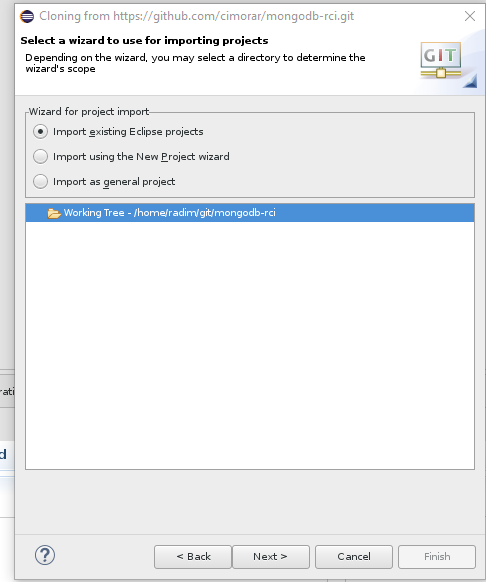 Cloning from https://github.com/cimorar/mongodb-rci.git
Select a wizard to use for importing projects
Depending on the wizard, you may select a directory to determine the
wizard's scope
GIT
Wizard for project import
Import existing Eclipse projects
Import using the New Project wizard
Import as general project
Working Tree - /home/radim/git/mongodb-rci
rati
d
?
< Back
Next >
Cancel
Finish